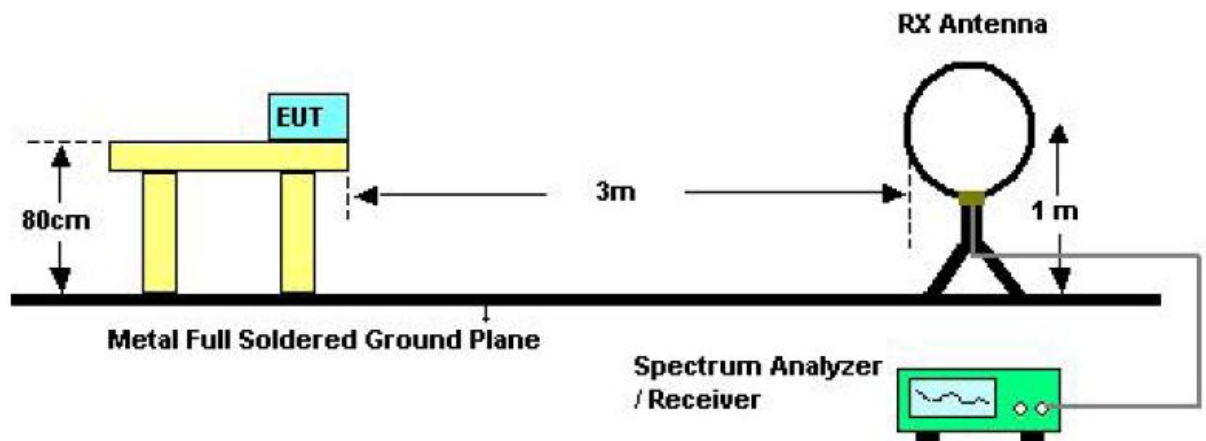 RX Antenna
EUT
80cm
3m
1 m
Metal Full Soldered Ground Plane
Spectrum Analyzer
/ Receiver